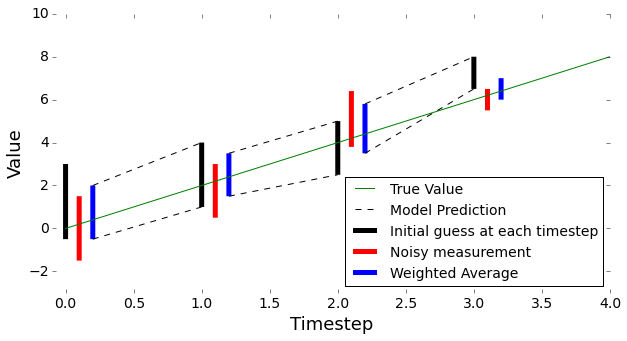 10
8
6
4
2
0
−2
Value
0.0 0.5 1.0 1.5 2.0 2.5 3.0 3.5 4.0
Timestep
True Value
Model Prediction
Initial guess at each timestep
Noisy measurement
Weighted Average